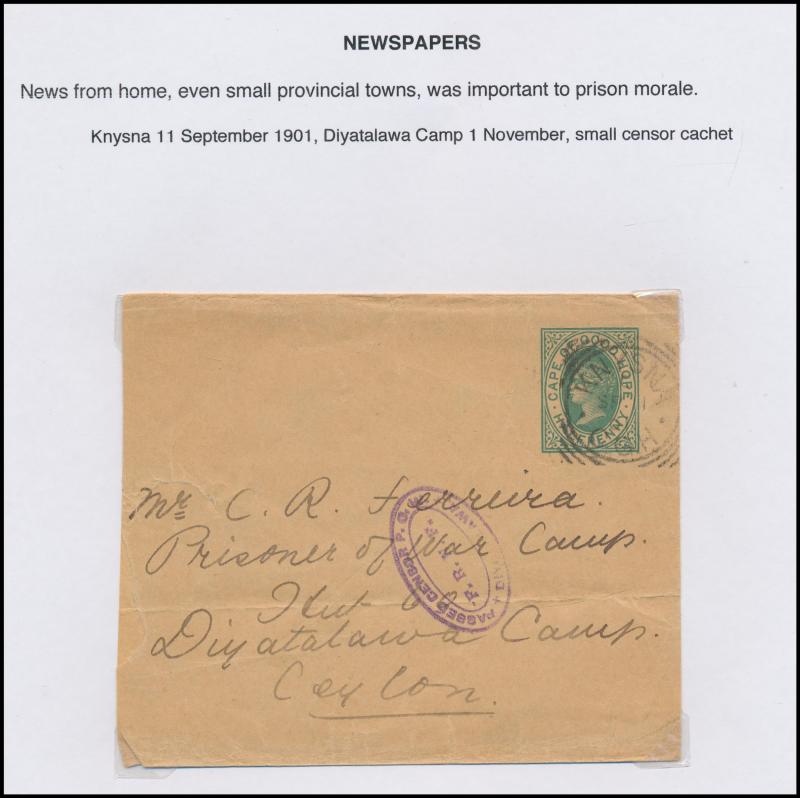 NEWSPAPERS
News from home, even small provincial towns, was important to prison morale.
Knysna 11 September 1901, Diyatalawa Camp 1 November, small censor cachet
CAPE OF GOOD HOPE
HALFPENNY
Mr C. R. Ferreira.
Prisoner of War Camp.
Hut
PASSED CENSOR P.O.W.
F. R.
Diyatalawa Camp.
Ceylon.